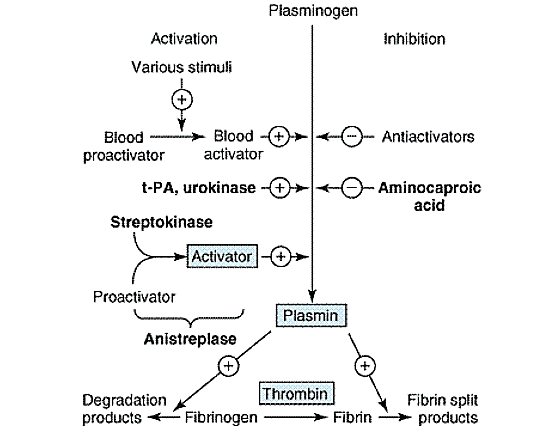 Plasminogen
Activation
Inhibition
Various stimuli
+
Blood
proactivator
Blood
activator
+
−
Antiactivators
t-PA, urokinase
+
−
Aminocaproic
acid
Streptokinase
Activator
+
Proactivator
Anistreplase
Plasmin
+
+
Thrombin
Degradation
products
Fibrinogen
Fibrin
Fibrin split
products